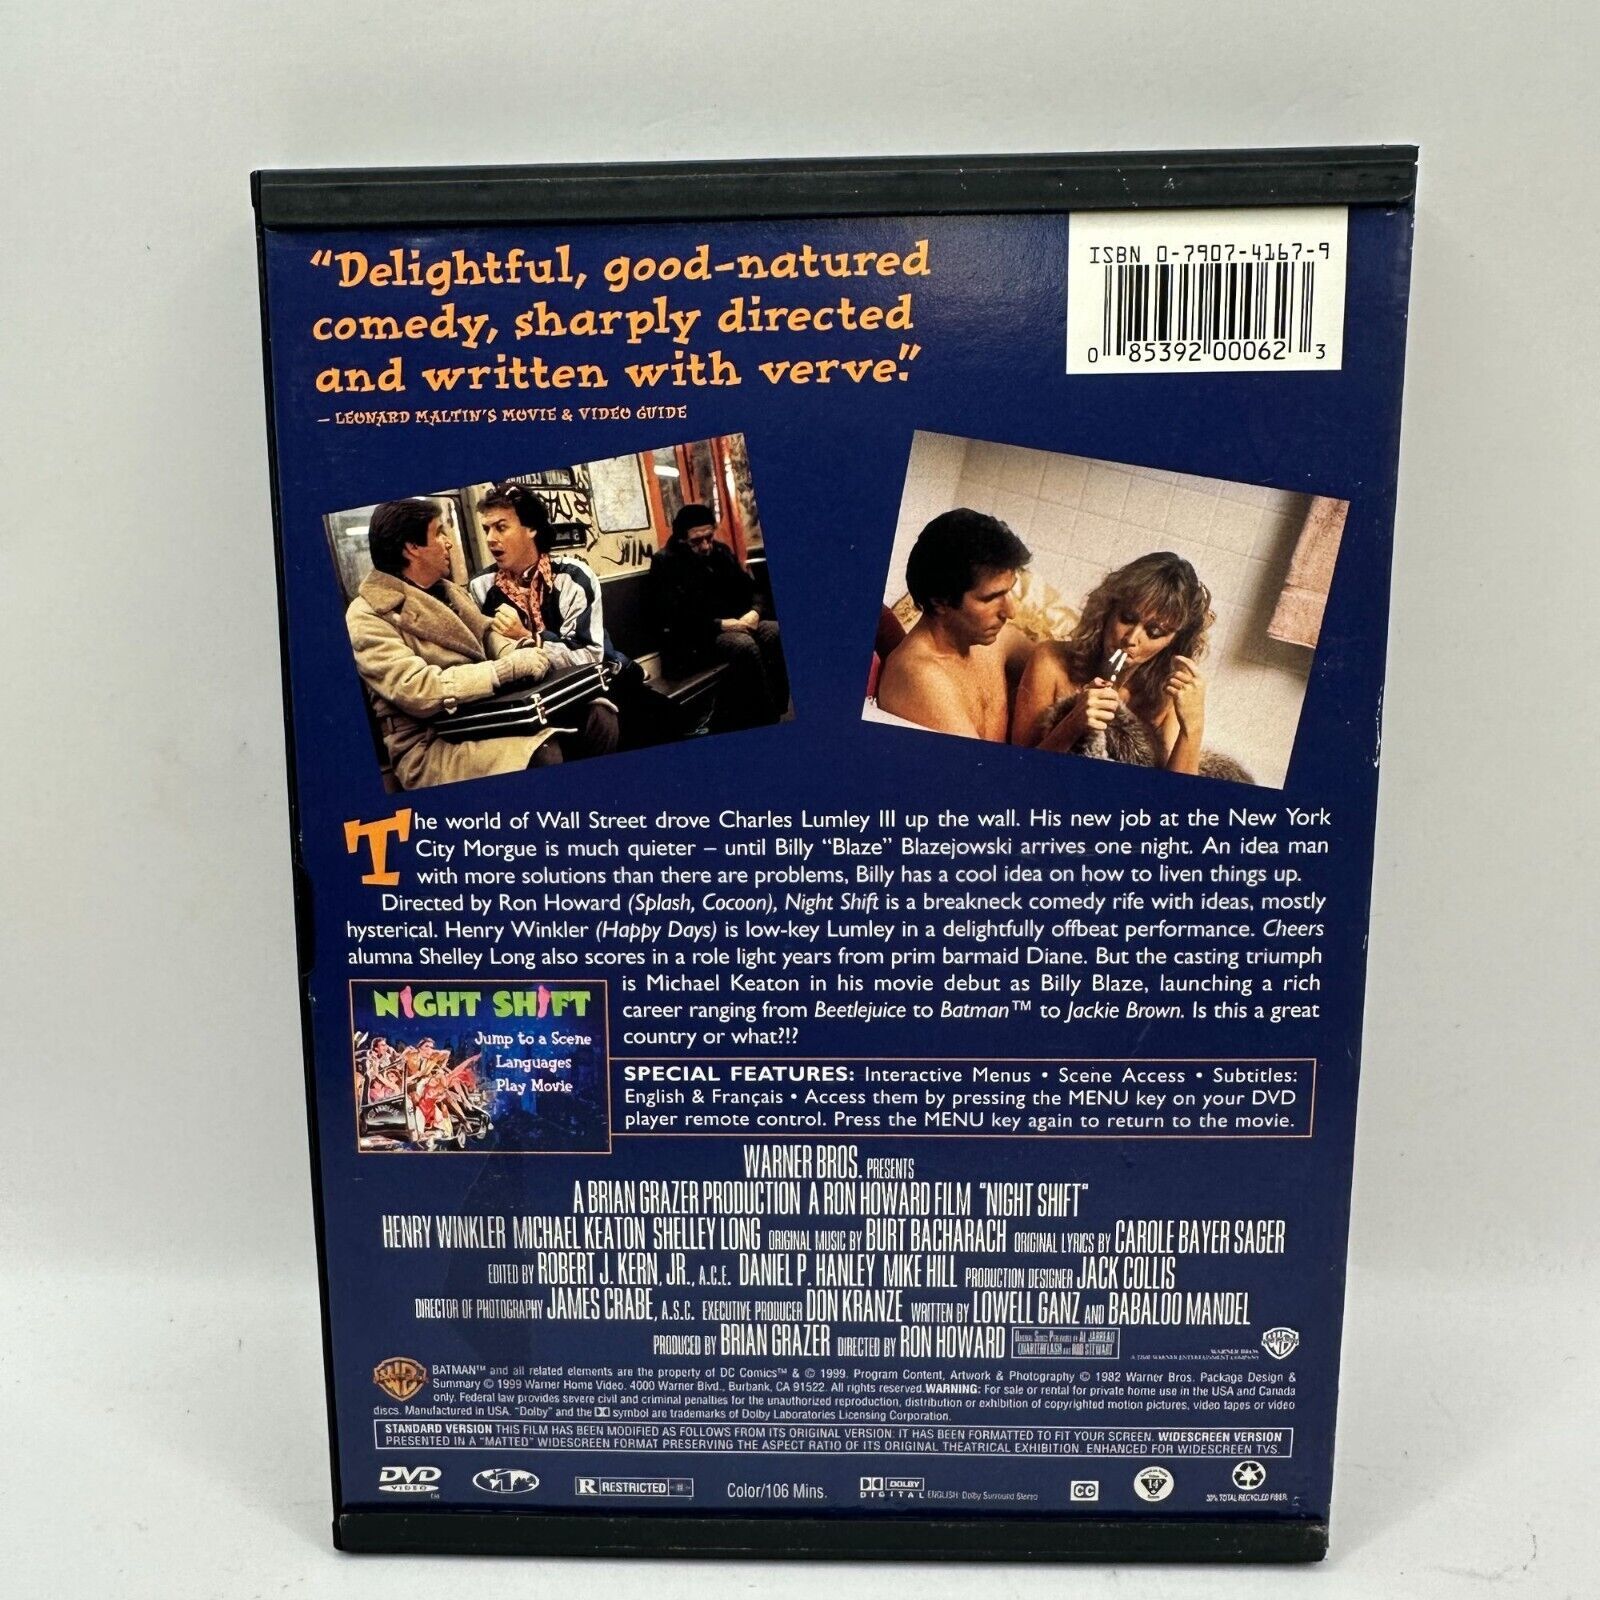 “Delightful, good-natured
comedy, sharply directed
and written with verve.”
– LEONARD MALTIN'S MOVIE & VIDEO GUIDE
ISBN 0-7907-4167-9
0 85392 00062 3
The world of Wall Street drove Charles Lumley III up the wall. His new job at the New York
City Morgue is much quieter – until Billy “Blaze” Blazejowski arrives one night. An idea man
with more solutions than there are problems, Billy has a cool idea on how to liven things up.
Directed by Ron Howard (Splash, Cocoon), Night Shift is a breakneck comedy rife with ideas, mostly
hysterical. Henry Winkler (Happy Days) is low-key Lumley in a delightfully offbeat performance. Cheers
alumna Shelley Long also scores in a role light years from prim barmaid Diane. But the casting triumph
is Michael Keaton in his movie debut as Billy Blaze, launching a rich
career ranging from Beetlejuice to Batman™ to Jackie Brown. Is this a great
country or what?!?
NIGHT SHIFT
Jump to a Scene
Languages
Play Movie
SPECIAL FEATURES: Interactive Menus • Scene Access • Subtitles:
English & Français • Access them by pressing the MENU key on your DVD
player remote control. Press the MENU key again to return to the movie.
WARNER BROS. PRESENTS
A BRIAN GRAZER PRODUCTION A RON HOWARD FILM "NIGHT SHIFT"
HENRY WINKLER MICHAEL KEATON SHELLEY LONG ORIGINAL MUSIC BY BURT BACHARACH ORIGINAL LYRICS BY CAROLE BAYER SAGER
EDITED BY ROBERT J. KERN, JR., A.C.E. DANIEL P. HANLEY MIKE HILL PRODUCTION DESIGNER JACK COLLIS
DIRECTOR OF PHOTOGRAPHY JAMES CRABE, A.S.C. EXECUTIVE PRODUCER DON KRANZE WRITTEN BY LOWELL GANZ AND BABALOO MANDEL
PRODUCED BY BRIAN GRAZER DIRECTED BY RON HOWARD
AL JARREAU
QUARTERFLASH AND ROD STEWART
WARNER BROS.
BATMAN™ and all related elements are the property of DC Comics™ & © 1999. Program Content, Artwork & Photography © 1982 Warner Bros. Package Design &
Summary © 1999 Warner Home Video. 4000 Warner Blvd., Burbank, CA 91522. All rights reserved. WARNING: For sale or rental for private home use in the USA and Canada
only. Federal law provides severe civil and criminal penalties for the unauthorized reproduction, distribution or exhibition of copyrighted motion pictures, video tapes or video
discs. Manufactured in USA. "Dolby" and the DD symbol are trademarks of Dolby Laboratories Licensing Corporation.
STANDARD VERSION THIS FILM HAS BEEN MODIFIED AS FOLLOWS FROM ITS ORIGINAL VERSION: IT HAS BEEN FORMATTED TO FIT YOUR SCREEN. WIDESCREEN VERSION
PRESENTED IN A "MATTED" WIDESCREEN FORMAT PRESERVING THE ASPECT RATIO OF ITS ORIGINAL THEATRICAL EXHIBITION. ENHANCED FOR WIDESCREEN TVS.
DVD VIDEO
R RESTRICTED
Color/106 Mins.
DOLBY DIGITAL ENGLISH: Dolby Surround Stereo
CC
14
TOTAL RECYCLED FIBER